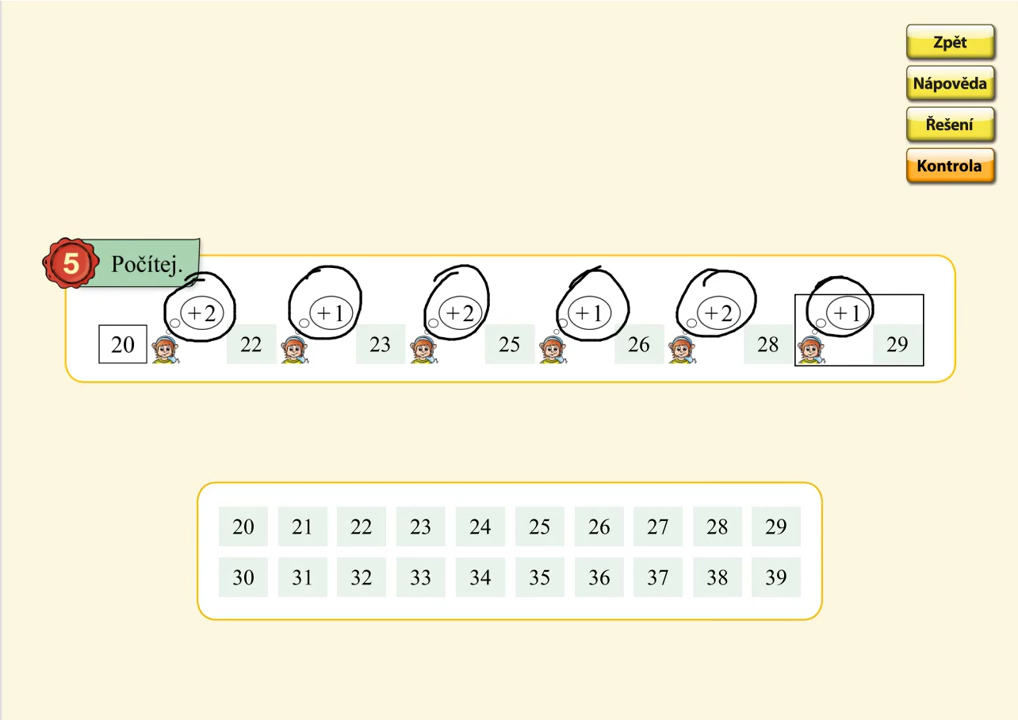 Zpět
Nápověda
Řešení
Kontrola
5 Počítej.
+2 +1 +2 +1 +2 +1
20 22 23 25 26 28 29
20 21 22 23 24 25 26 27 28 29
30 31 32 33 34 35 36 37 38 39